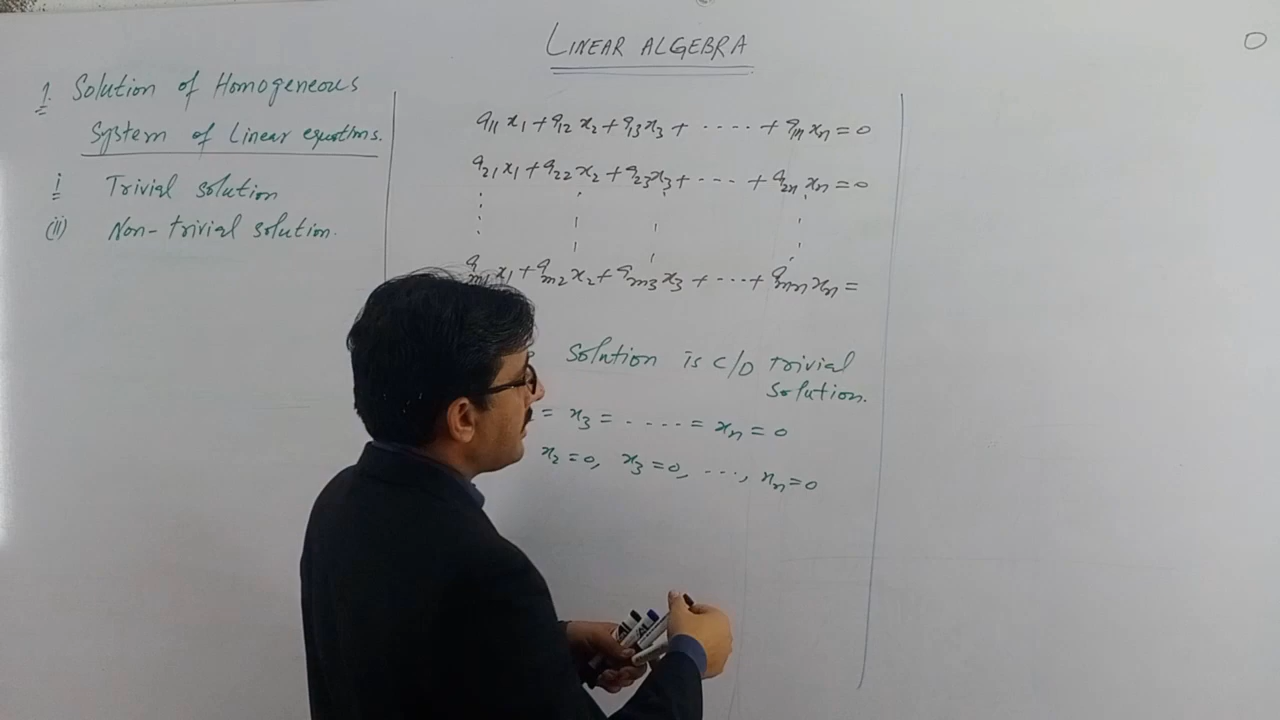 LINEAR ALGEBRA
0
1. Solution of Homogeneous
System of Linear equations.
i Trivial solution
(ii) Non-trivial solution.
a11 x1 + a12 x2 + a13 x3 + ..... + a1n xn = 0
a21 x1 + a22 x2 + a23 x3 + ..... + a2n xn = 0
am1 x1 + am2 x2 + am3 x3 + ..... + amn xn =
Solution is C/D trivial
solution.
= x3 = ..... = xn = 0
x2 = 0, x3 = 0, ..., xn = 0